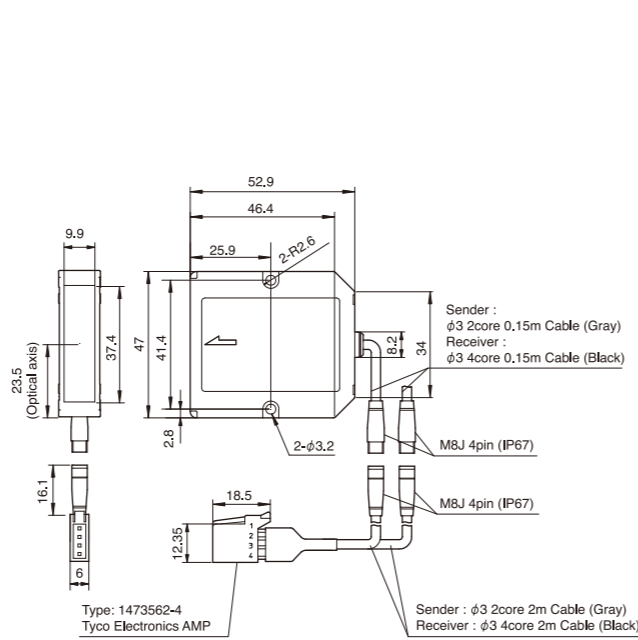 52.9
46.4
25.9
2-R2.6
9.9
37.4
23.5
(Optical axis)
47
41.4
2.8
2-φ3.2
8.2
34
Sender :
φ3 2core 0.15m Cable (Gray)
Receiver :
φ3 4core 0.15m Cable (Black)
M8J 4pin (IP67)
M8J 4pin (IP67)
16.1
6
18.5
12.35
1
2
3
4
Type: 1473562-4
Tyco Electronics AMP
Sender : φ3 2core 2m Cable (Gray)
Receiver : φ3 4core 2m Cable (Black)